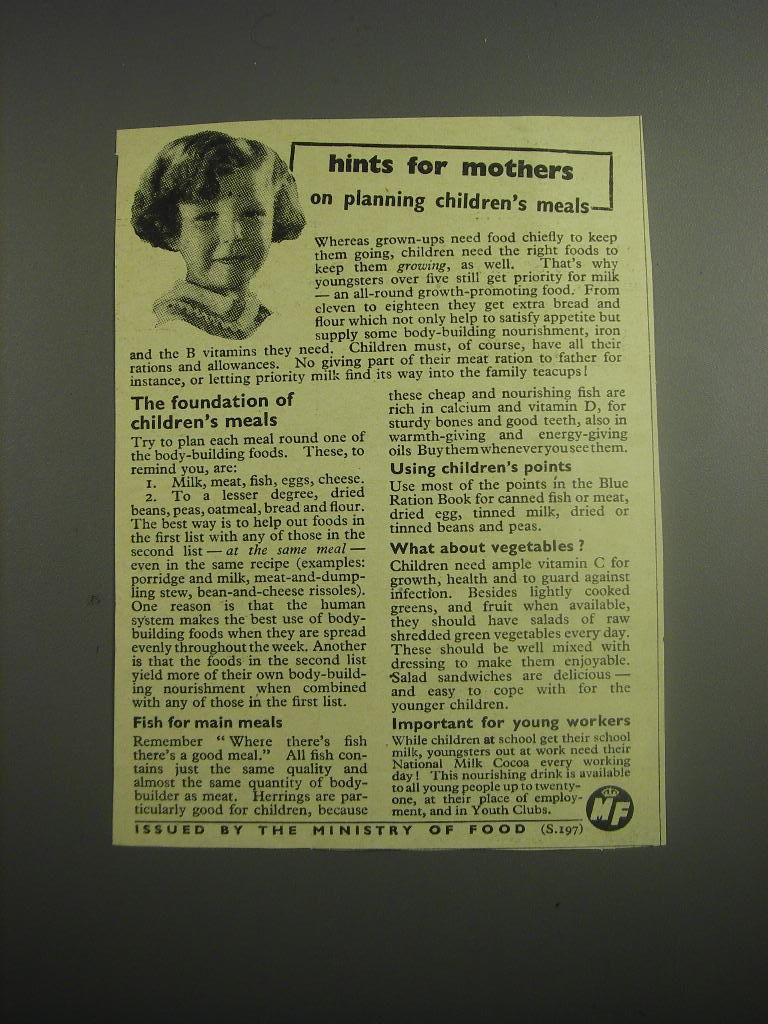 hints for mothers
on planning children's meals
Whereas grown-ups need food chiefly to keep
them going, children need the right foods to
keep them growing, as well. That's why
youngsters over five still get priority for milk
— an all-round growth-promoting food. From
eleven to eighteen they get extra bread and
flour which not only help to satisfy appetite but
supply some body-building nourishment, iron
and the B vitamins they need. Children must, of course, have all their
rations and allowances. No giving part of their meat ration to father for
instance, or letting priority milk find its way into the family teacups!
The foundation of
children's meals
Try to plan each meal round one of
the body-building foods. These, to
remind you, are:
1. Milk, meat, fish, eggs, cheese.
2. To a lesser degree, dried
beans, peas, oatmeal, bread and flour.
The best way is to help out foods in
the first list with any of those in the
second list — at the same meal —
even in the same recipe (examples:
porridge and milk, meat-and-dump-
ling stew, bean-and-cheese rissoles).
One reason is that the human
system makes the best use of body-
building foods when they are spread
evenly throughout the week. Another
is that the foods in the second list
yield more of their own body-build-
ing nourishment when combined
with any of those in the first list.
Fish for main meals
Remember "Where there's fish
there's a good meal." All fish con-
tains just the same quality and
almost the same quantity of body-
builder as meat. Herrings are par-
ticularly good for children, because
these cheap and nourishing fish are
rich in calcium and vitamin D, for
sturdy bones and good teeth, also in
warmth-giving and energy-giving
oils Buy them whenever you see them.
Using children's points
Use most of the points in the Blue
Ration Book for canned fish or meat,
dried egg, tinned milk, dried or
tinned beans and peas.
What about vegetables?
Children need ample vitamin C for
growth, health and to guard against
infection. Besides lightly cooked
greens, and fruit when available,
they should have salads of raw
shredded green vegetables every day.
These should be well mixed with
dressing to make them enjoyable.
Salad sandwiches are delicious —
and easy to cope with for the
younger children.
Important for young workers
While children at school get their school
milk, youngsters out at work need their
National Milk Cocoa every working
day! This nourishing drink is available
to all young people up to twenty-
one, at their place of employ-
ment, and in Youth Clubs.
MF
ISSUED BY THE MINISTRY OF FOOD (S.197)